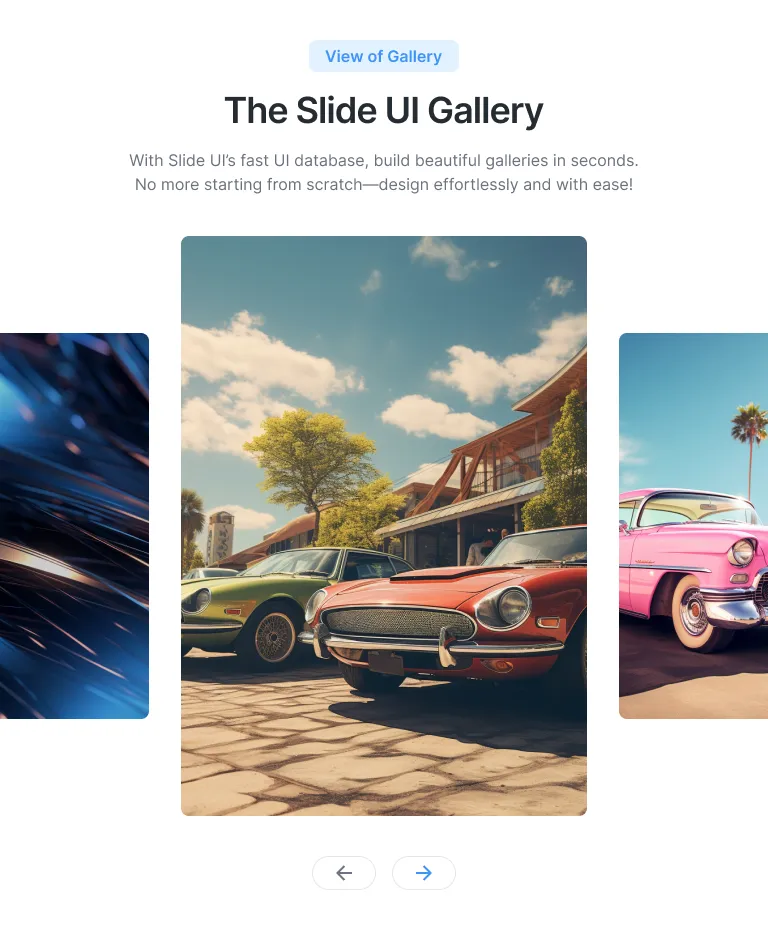 View of Gallery
The Slide UI Gallery
With Slide UI's fast UI database, build beautiful galleries in seconds.
No more starting from scratch—design effortlessly and with ease!